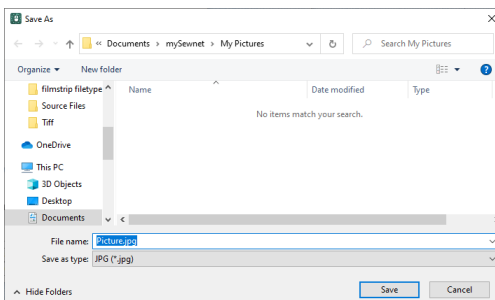 Save As
« Documents › mySewnet › My Pictures
Search My Pictures
Organize
New folder
Name
Date modified
Type
filmstrip filetype
Source Files
Tiff
OneDrive
This PC
3D Objects
Desktop
Documents
No items match your search.
File name: Picture.jpg
Save as type: JPG (*.jpg)
Hide Folders
Save
Cancel